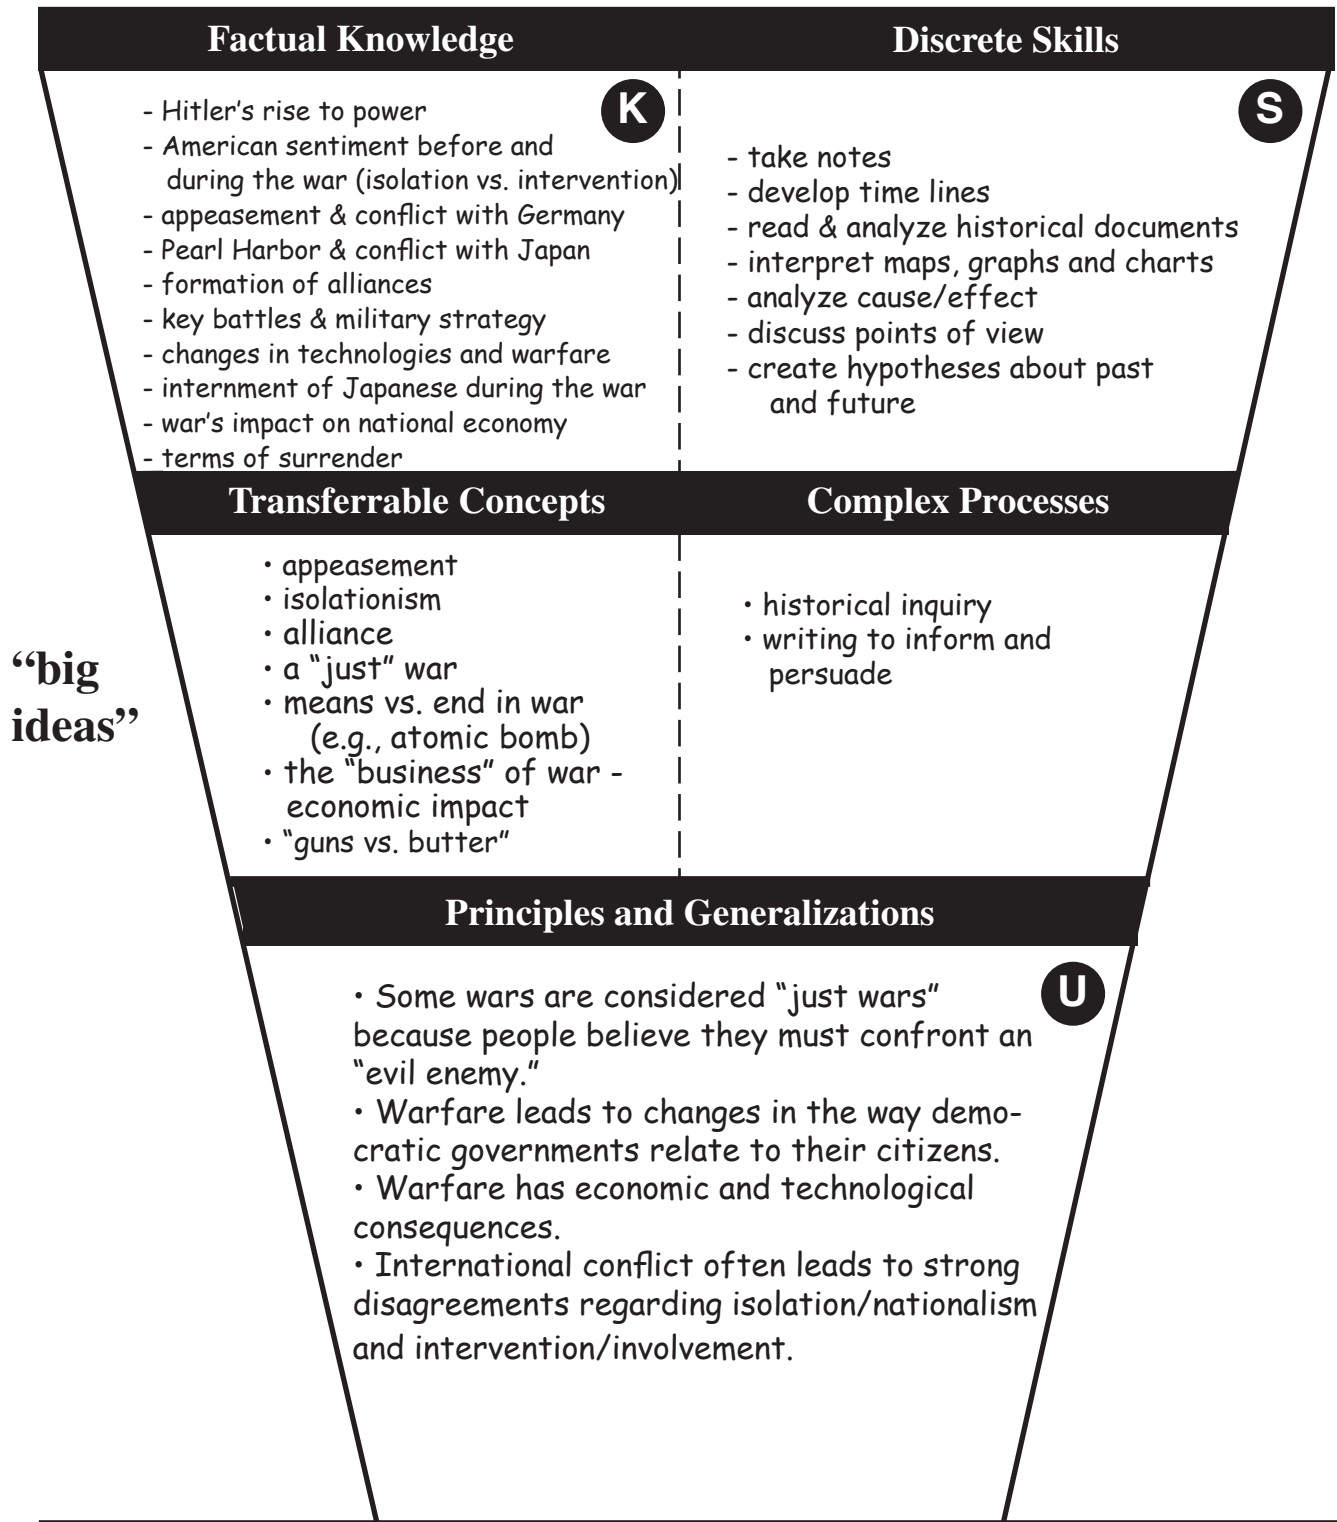 Factual Knowledge
Discrete Skills
K
- Hitler’s rise to power
- American sentiment before and
during the war (isolation vs. intervention)
- appeasement & conflict with Germany
- Pearl Harbor & conflict with Japan
- formation of alliances
- key battles & military strategy
- changes in technologies and warfare
- internment of Japanese during the war
- war’s impact on national economy
- terms of surrender
S
- take notes
- develop time lines
- read & analyze historical documents
- interpret maps, graphs and charts
- analyze cause/effect
- discuss points of view
- create hypotheses about past
and future
Transferrable Concepts
Complex Processes
“big
ideas”
• appeasement
• isolationism
• alliance
• a “just” war
• means vs. end in war
(e.g., atomic bomb)
• the “business” of war -
economic impact
• “guns vs. butter”
• historical inquiry
• writing to inform and
persuade
Principles and Generalizations
U
• Some wars are considered “just wars”
because people believe they must confront an
“evil enemy.”
• Warfare leads to changes in the way demo-
cratic governments relate to their citizens.
• Warfare has economic and technological
consequences.
• International conflict often leads to strong
disagreements regarding isolation/nationalism
and intervention/involvement.